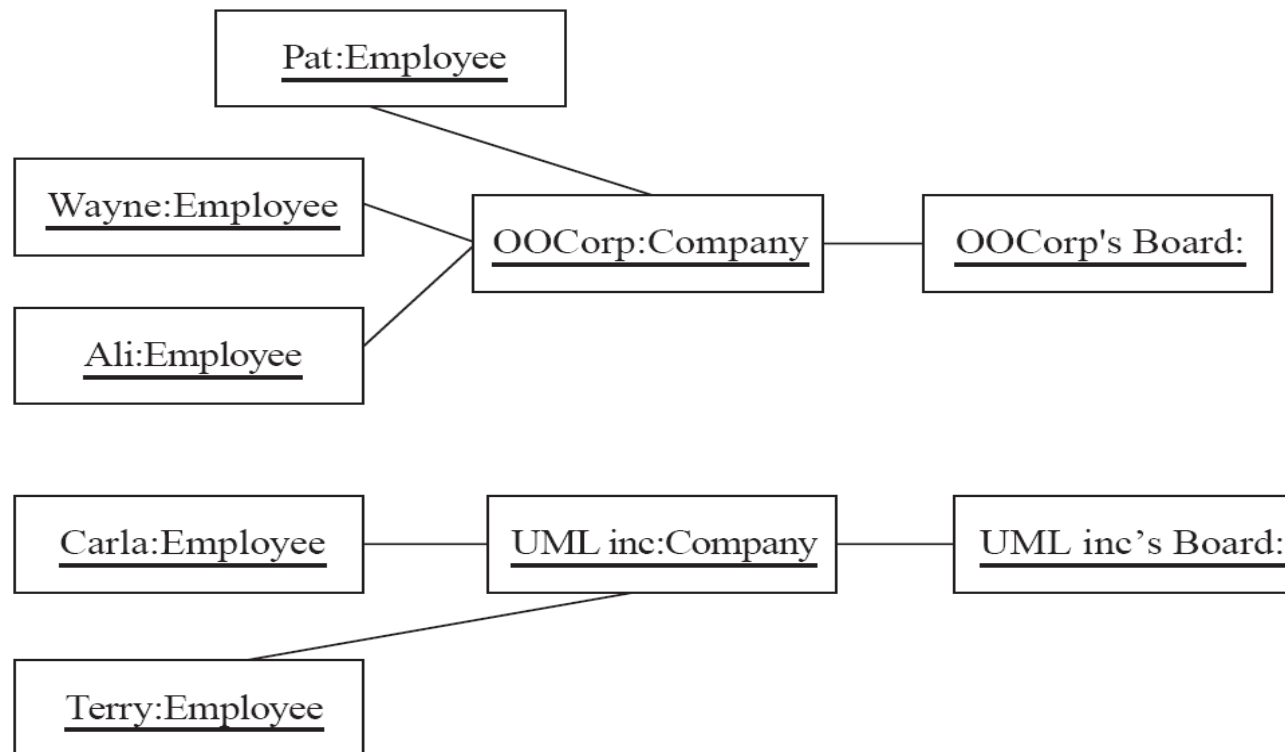 Pat:Employee
Wayne:Employee
OOCorp:Company
OOCorp's Board:
Ali:Employee
Carla:Employee
UML inc:Company
UML inc’s Board:
Terry:Employee